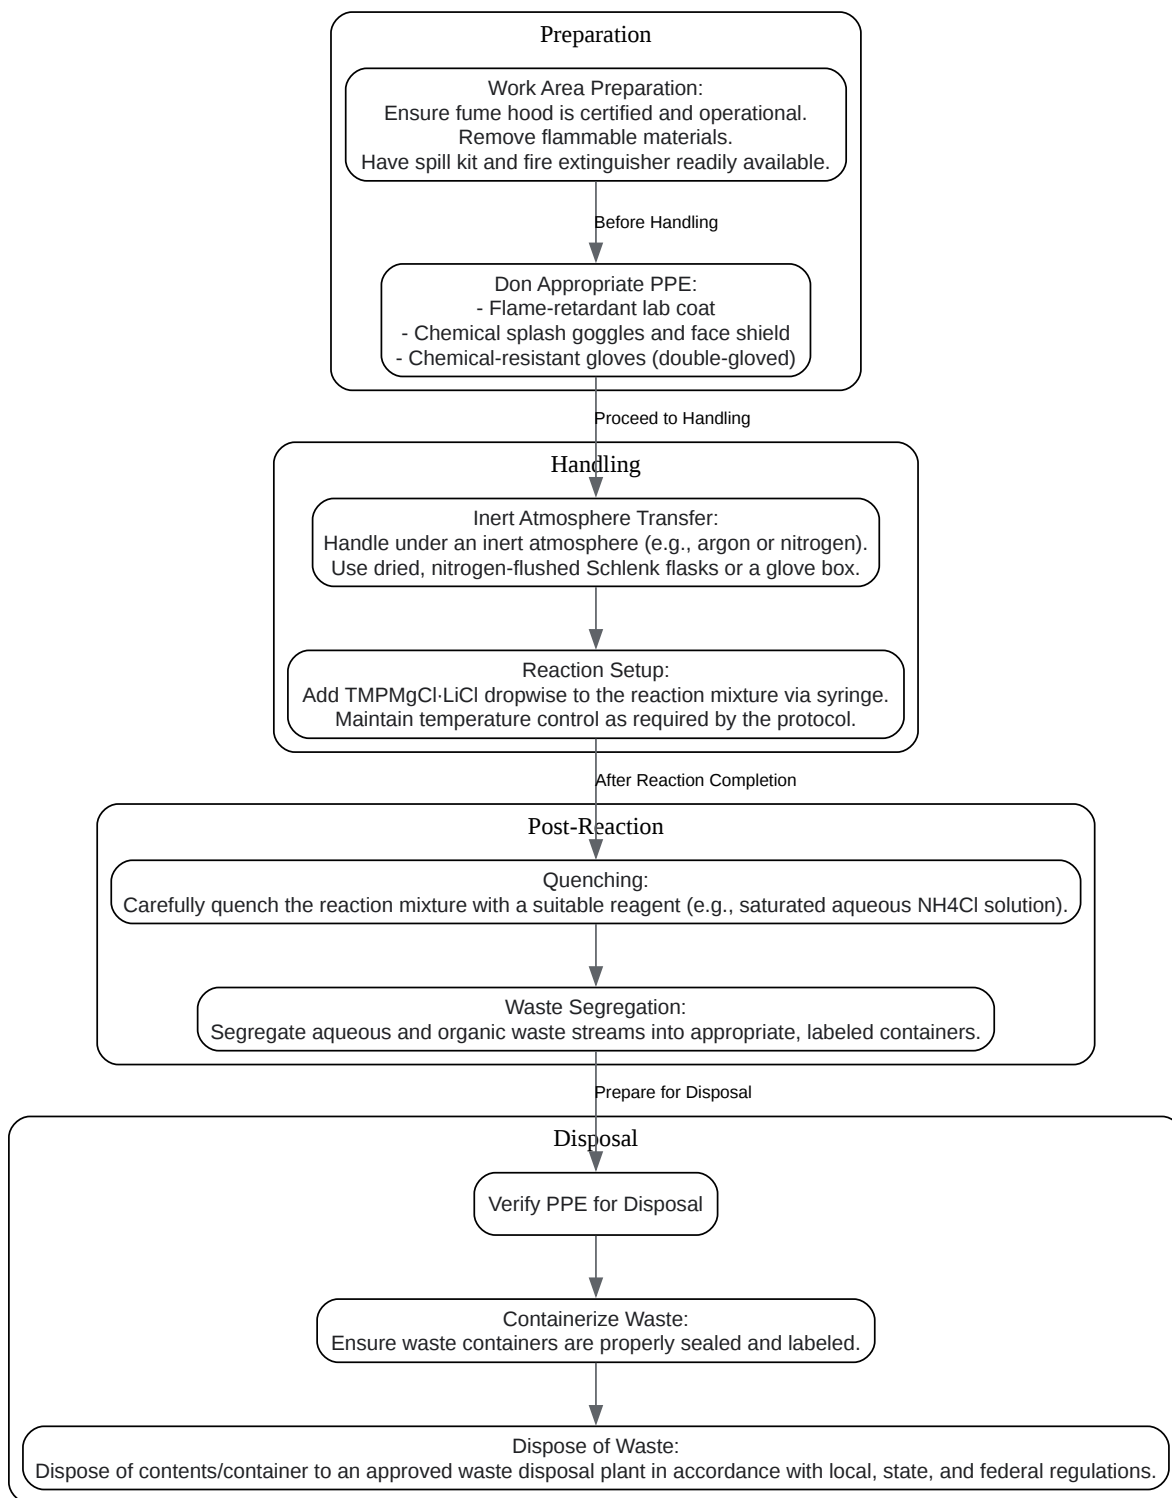 Preparation
Work Area Preparation:
Ensure fume hood is certified and operational.
Remove flammable materials.
Have spill kit and fire extinguisher readily available.
Before Handling
Don Appropriate PPE:
- Flame-retardant lab coat
- Chemical splash goggles and face shield
- Chemical-resistant gloves (double-gloved)
Proceed to Handling
Handling
Inert Atmosphere Transfer:
Handle under an inert atmosphere (e.g., argon or nitrogen).
Use dried, nitrogen-flushed Schlenk flasks or a glove box.
Reaction Setup:
Add TMPMgCl·LiCl dropwise to the reaction mixture via syringe.
Maintain temperature control as required by the protocol.
After Reaction Completion
Post-Reaction
Quenching:
Carefully quench the reaction mixture with a suitable reagent (e.g., saturated aqueous NH4Cl solution).
Waste Segregation:
Segregate aqueous and organic waste streams into appropriate, labeled containers.
Prepare for Disposal
Disposal
Verify PPE for Disposal
Containerize Waste:
Ensure waste containers are properly sealed and labeled.
Dispose of Waste:
Dispose of contents/container to an approved waste disposal plant in accordance with local, state, and federal regulations.